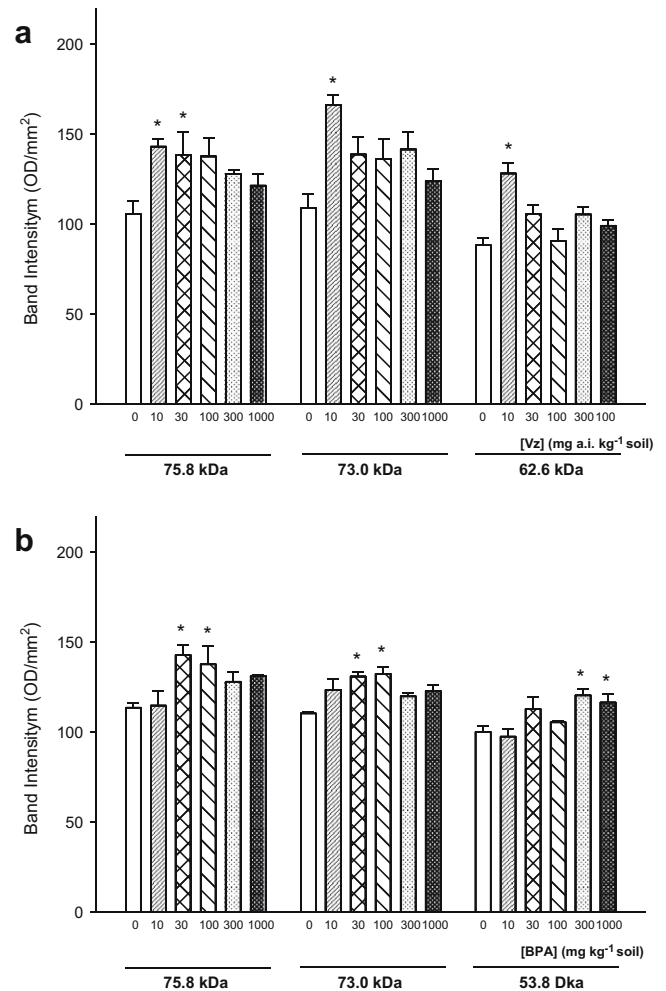 a
200
150
100
50
0
Band Intensitym (OD/mm²)
* *
*
*
0 10 30 100 300 1000 0 10 30 100 300 1000 0 10 30 100 300 100
[Vz] (mg a.i. kg⁻¹ soil)
75.8 kDa 73.0 kDa 62.6 kDa
b
200
150
100
50
0
Band Intensitym (OD/mm²)
* *
* *
* *
0 10 30 100 300 1000 0 10 30 100 300 1000 0 10 30 100 300 1000
[BPA] (mg kg⁻¹ soil)
75.8 kDa 73.0 kDa 53.8 Dka